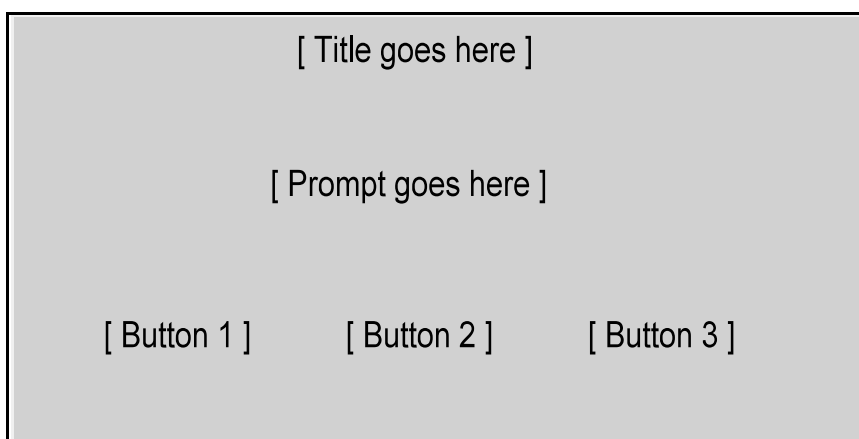 [ Title goes here ]
[ Prompt goes here ]
[ Button 1 ] [ Button 2 ] [ Button 3 ]